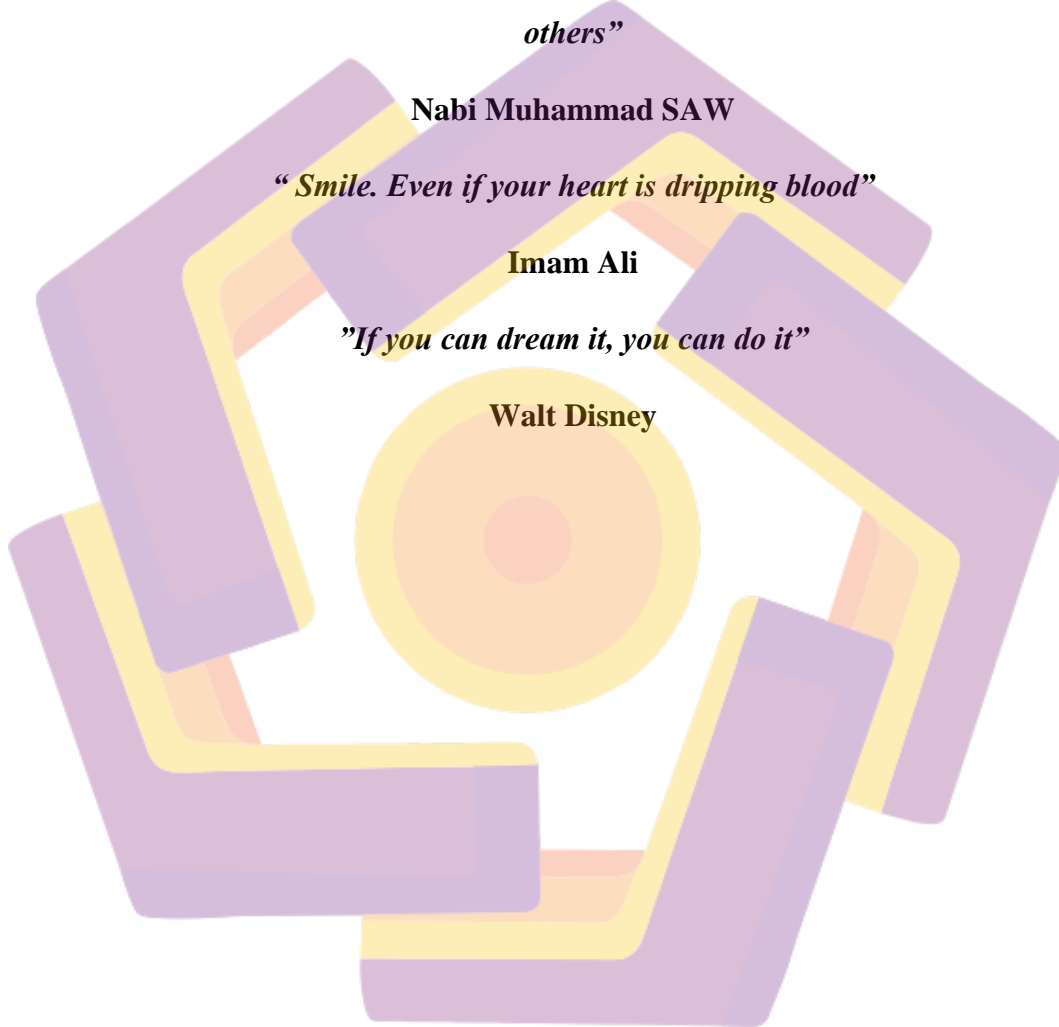 others”
Nabi Muhammad SAW
“ Smile. Even if your heart is dripping blood”
Imam Ali
”If you can dream it, you can do it”
Walt Disney